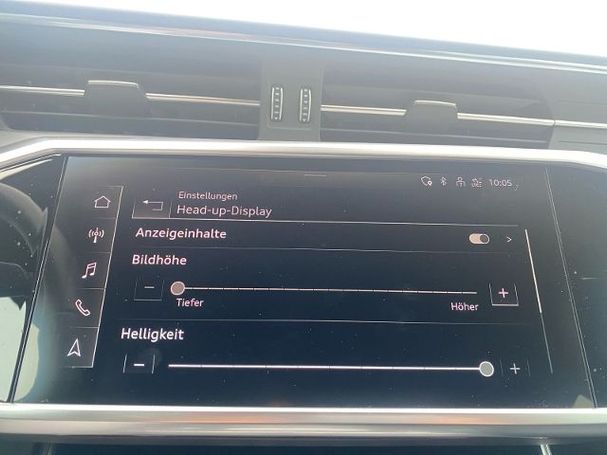 10:05
Einstellungen
Head-up-Display
Anzeigeinhalte
Bildhöhe
Tiefer Höher
Helligkeit